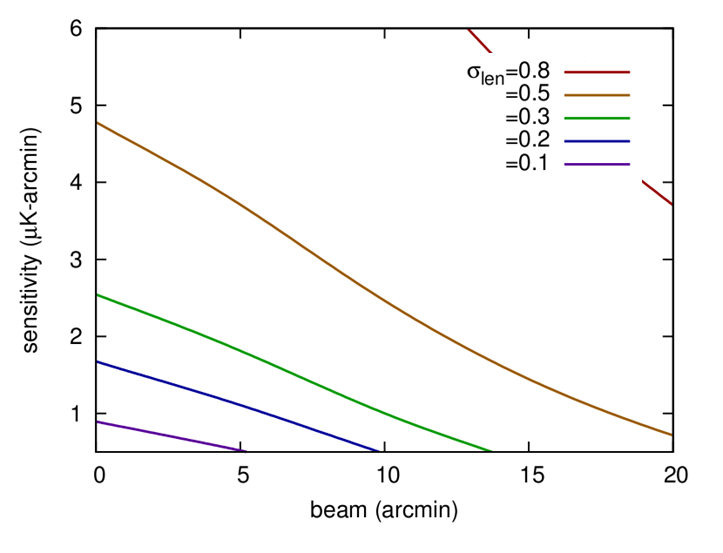 6
5
4
3
2
1
sensitivity (μK-arcmin)
σlen=0.8
=0.5
=0.3
=0.2
=0.1
0 5 10 15 20
beam (arcmin)